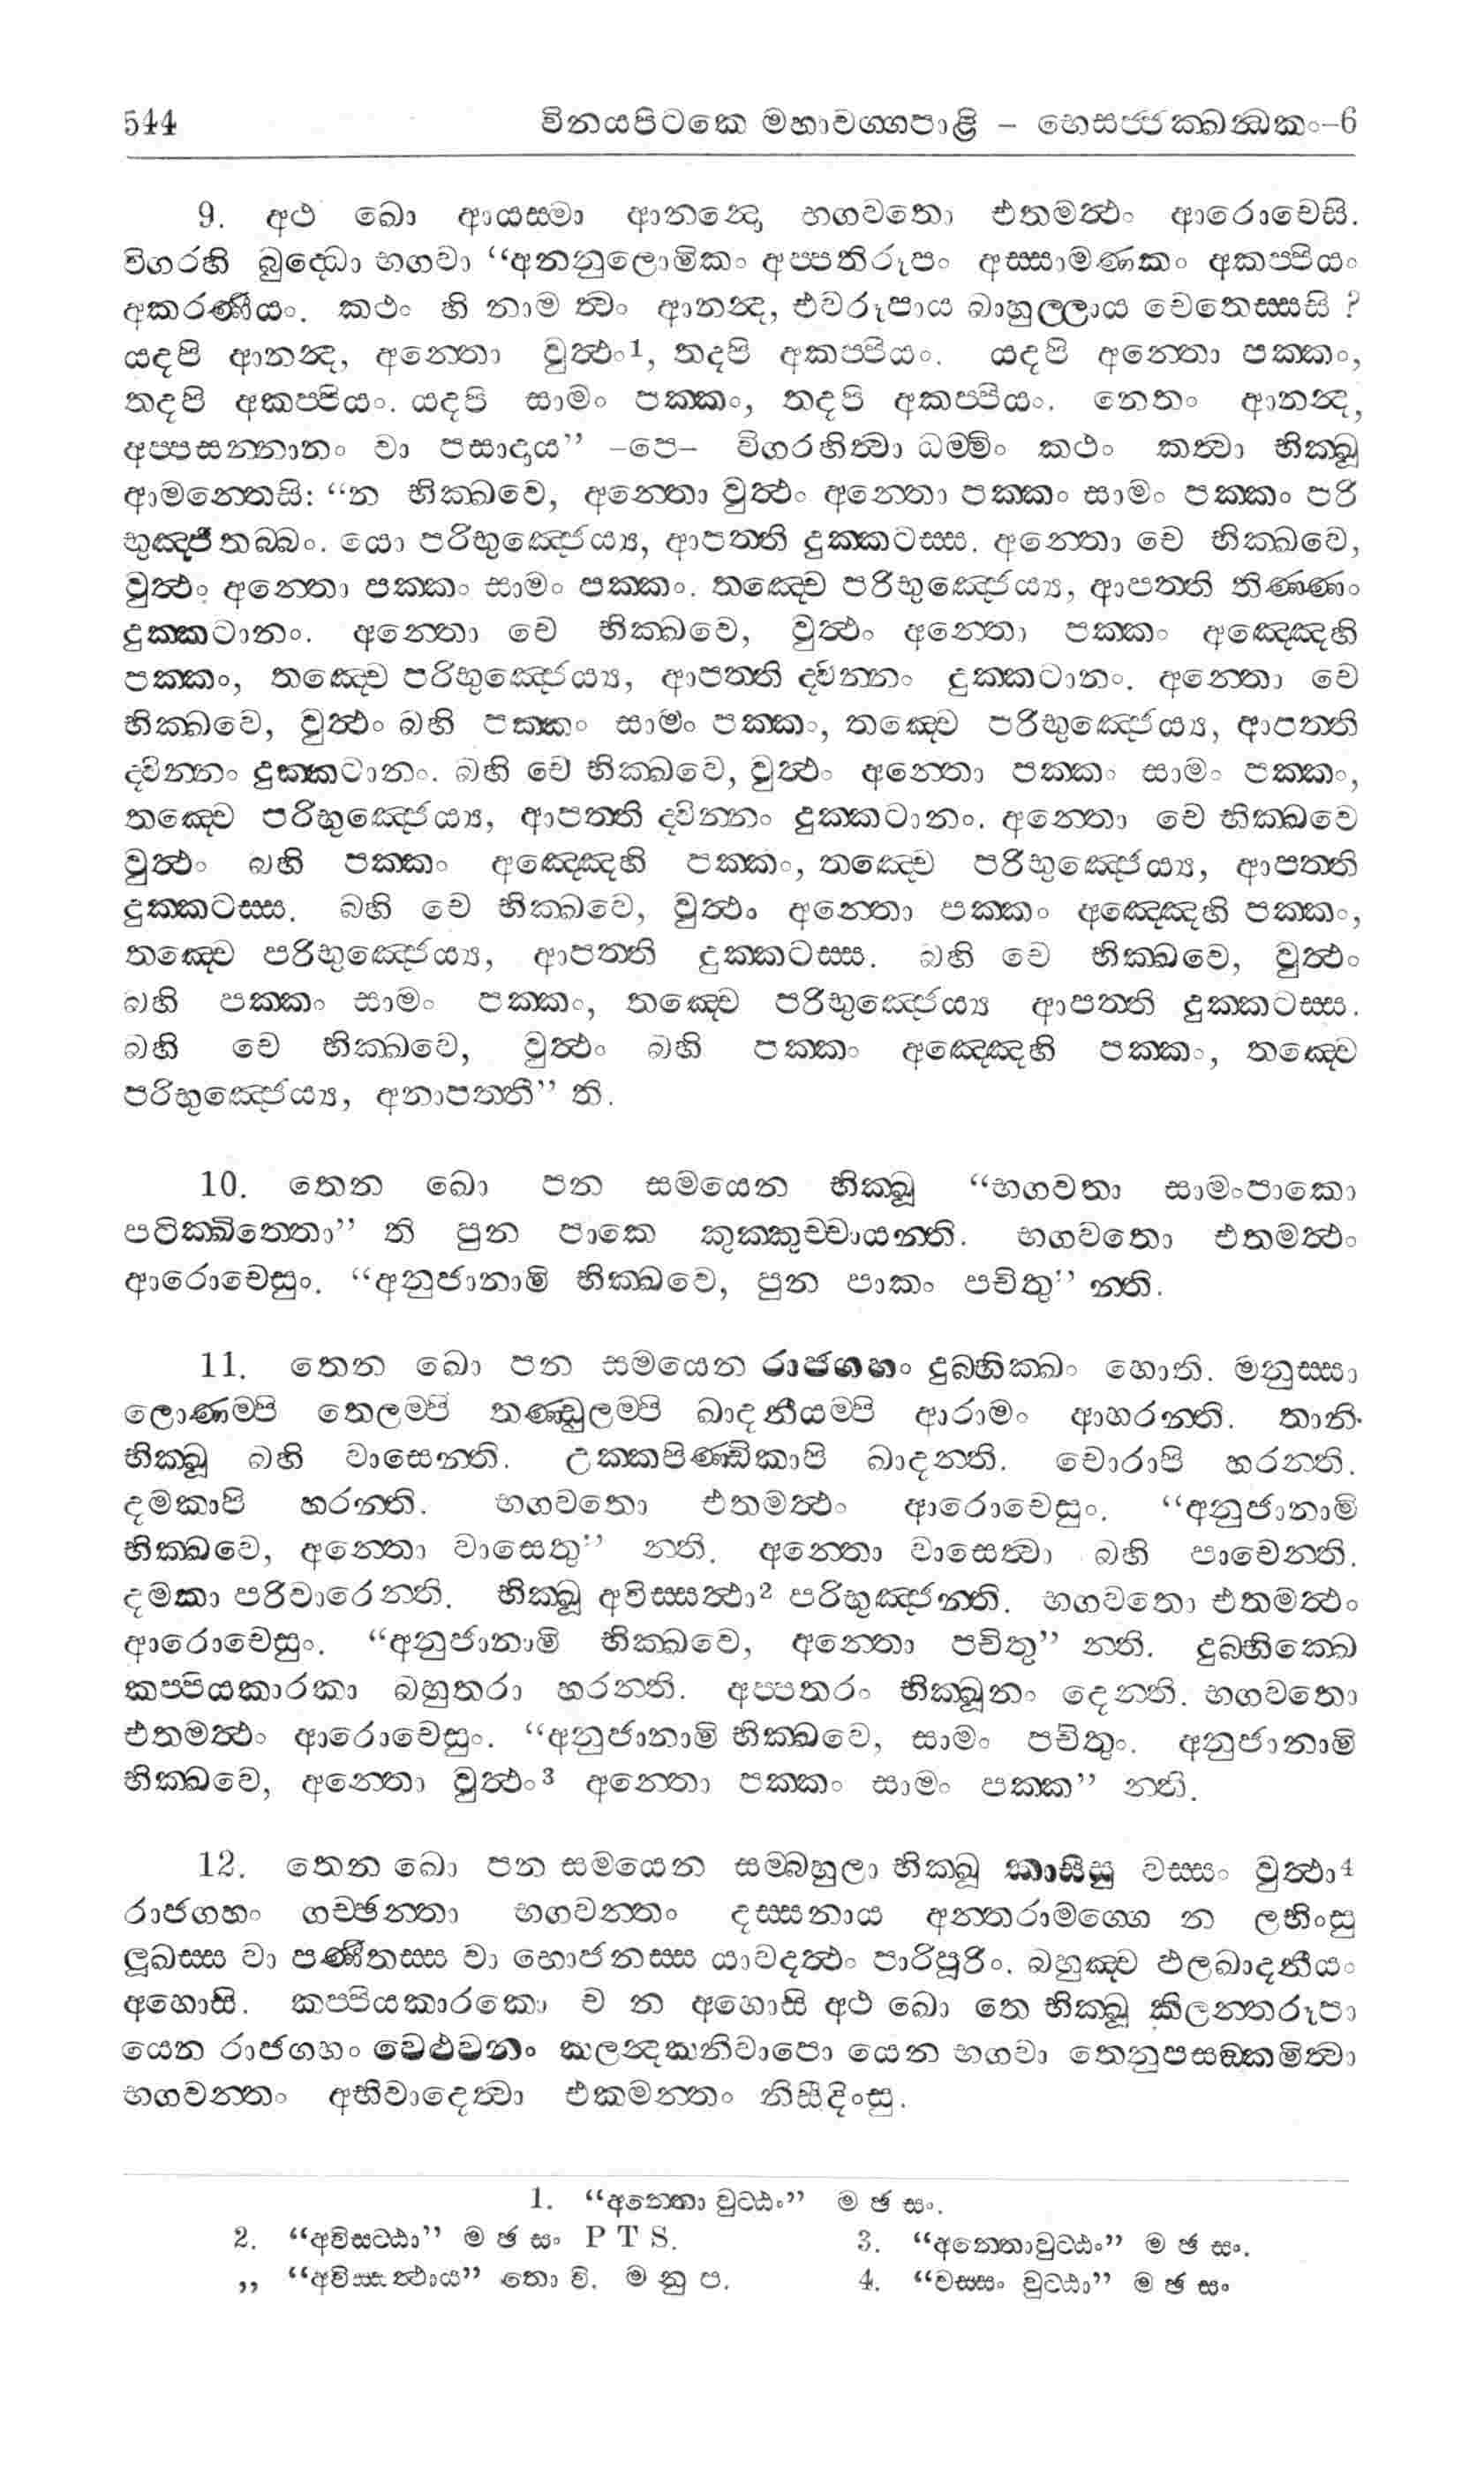 544 විනයපිටකෙ මහාවග්ගපාළි – භෙසජ්ජක්ඛන්ධකං–6
9. අථ ඛො ආයස්මා ආනන්දො භගවතො එතමත්ථං ආරොචෙසි.
විගරහි බුද්ධො භගවා “අනනුලොමිකං අප්පතිරූපං අස්සාමණකං අකප්පියං
අකරණීයං. කථං හි නාම ත්වං ආනන්ද, එවරූපාය බාහුල්ලාය චෙතෙස්සසි ?
යදපි ආනන්ද, අන්තො වුත්ථං1, තදපි අකප්පියං. යදපි අන්තො පක්කං,
තදපි අකප්පියං. යදපි සාමං පක්කං, තදපි අකප්පියං. නෙතං ආනන්ද,
අප්පසන්නානං වා පසාදාය” –පෙ– විගරහිත්වා ධම්මිං කථං කත්වා භික්ඛූ
ආමන්තෙසි: “න භික්ඛවෙ, අන්තො වුත්ථං අන්තො පක්කං සාමං පක්කං පරි
භුඤ්ජිතබ්බං. යො පරිභුඤ්ජෙය්‍ය, ආපත්ති දුක්කටස්ස. අන්තො චෙ භික්ඛවෙ,
වුත්ථං අන්තො පක්කං සාමං පක්කං. තඤ්චෙ පරිභුඤ්ජෙය්‍ය, ආපත්ති තිණ්ණං
දුක්කටානං. අන්තො චෙ භික්ඛවෙ, වුත්ථං අන්තො පක්කං අඤ්ඤෙහි
පක්කං, තඤ්චෙ පරිභුඤ්ජෙය්‍ය, ආපත්ති ද්වින්නං දුක්කටානං. අන්තො චෙ
භික්ඛවෙ, වුත්ථං බහි පක්කං සාමං පක්කං, තඤ්චෙ පරිභුඤ්ජෙය්‍ය, ආපත්ති
ද්වින්නං දුක්කටානං. බහි චෙ භික්ඛවෙ, වුත්ථං අන්තො පක්කං සාමං පක්කං,
තඤ්චෙ පරිභුඤ්ජෙය්‍ය, ආපත්ති ද්වින්නං දුක්කටානං. අන්තො චෙ භික්ඛවෙ
වුත්ථං බහි පක්කං අඤ්ඤෙහි පක්කං, තඤ්චෙ පරිභුඤ්ජෙය්‍ය, ආපත්ති
දුක්කටස්ස. බහි චෙ භික්ඛවෙ, වුත්ථං අන්තො පක්කං අඤ්ඤෙහි පක්කං,
තඤ්චෙ පරිභුඤ්ජෙය්‍ය, ආපත්ති දුක්කටස්ස. බහි චෙ භික්ඛවෙ, වුත්ථං
බහි පක්කං සාමං පක්කං, තඤ්චෙ පරිභුඤ්ජෙය්‍ය ආපත්ති දුක්කටස්ස.
බහි චෙ භික්ඛවෙ, වුත්ථං බහි පක්කං අඤ්ඤෙහි පක්කං, තඤ්චෙ
පරිභුඤ්ජෙය්‍ය, අනාපත්තී” ති.
10. තෙන ඛො පන සමයෙන භික්ඛූ “භගවතා සාමංපාකො
පටික්ඛිත්තො” ති පුන පාකෙ කුක්කුච්චායන්ති. භගවතො එතමත්ථං
ආරොචෙසුං. “අනුජානාමි භික්ඛවෙ, පුන පාකං පචිතු” න්ති.
11. තෙන ඛො පන සමයෙන රාජගහං දුබ්භික්ඛං හොති. මනුස්සා
ලොණම්පි තෙලම්පි තණ්ඩුලම්පි ඛාදනීයම්පි ආරාමං ආහරන්ති. තානි
භික්ඛූ බහි වාසෙන්ති. උක්කපිණ්ඩිකාපි ඛාදන්ති. චොරාපි හරන්ති.
දමකාපි හරන්ති. භගවතො එතමත්ථං ආරොචෙසුං. “අනුජානාමි
භික්ඛවෙ, අන්තො වාසෙතු” න්ති. අන්තො වාසෙත්වා බහි පාචෙන්ති.
දමකා පරිවාරෙන්ති. භික්ඛූ අවිස්සත්ථා2 පරිභුඤ්ජන්ති. භගවතො එතමත්ථං
ආරොචෙසුං. “අනුජානාමි භික්ඛවෙ, අන්තො පචිතු” න්ති. දුබ්භික්ඛෙ
කප්පියකාරකා බහුතරා හරන්ති. අප්පතරං භික්ඛූනං දෙන්ති. භගවතො
එතමත්ථං ආරොචෙසුං. “අනුජානාමි භික්ඛවෙ, සාමං පචිතුං. අනුජානාමි
භික්ඛවෙ, අන්තො වුත්ථං3 අන්තො පක්කං සාමං පක්ක” න්ති.
12. තෙන ඛො පන සමයෙන සම්බහුලා භික්ඛූ කාසීසු වස්සං වුත්ථා4
රාජගහං ගච්ඡන්තා භගවන්තං දස්සනාය අන්තරාමග්ගෙ න ලභිංසු
ලූඛස්ස වා පණීතස්ස වා භොජනස්ස යාවදත්ථං පාරිපූරිං. බහුඤ්ච ඵලඛාදනීයං
අහොසි. කප්පියකාරකො ච න අහොසි අථ ඛො තෙ භික්ඛූ කිලන්තරූපා
යෙන රාජගහං වෙළුවනං කලන්දකනිවාපො යෙන භගවා තෙනුපසඞ්කමිත්වා
භගවන්තං අභිවාදෙත්වා එකමන්තං නිසීදිංසු.
1. “අන්තො වුට්ඨං” ම ඡ සං.
2. “අවිසට්ඨා” ම ඡ සං P T S. 3. “අන්තොවුට්ඨං” ම ඡ සං.
,, “අවිස්සත්ථාය” තො වි. ම නු ප. 4. “වස්සං වුට්ඨා” ම ඡ සං